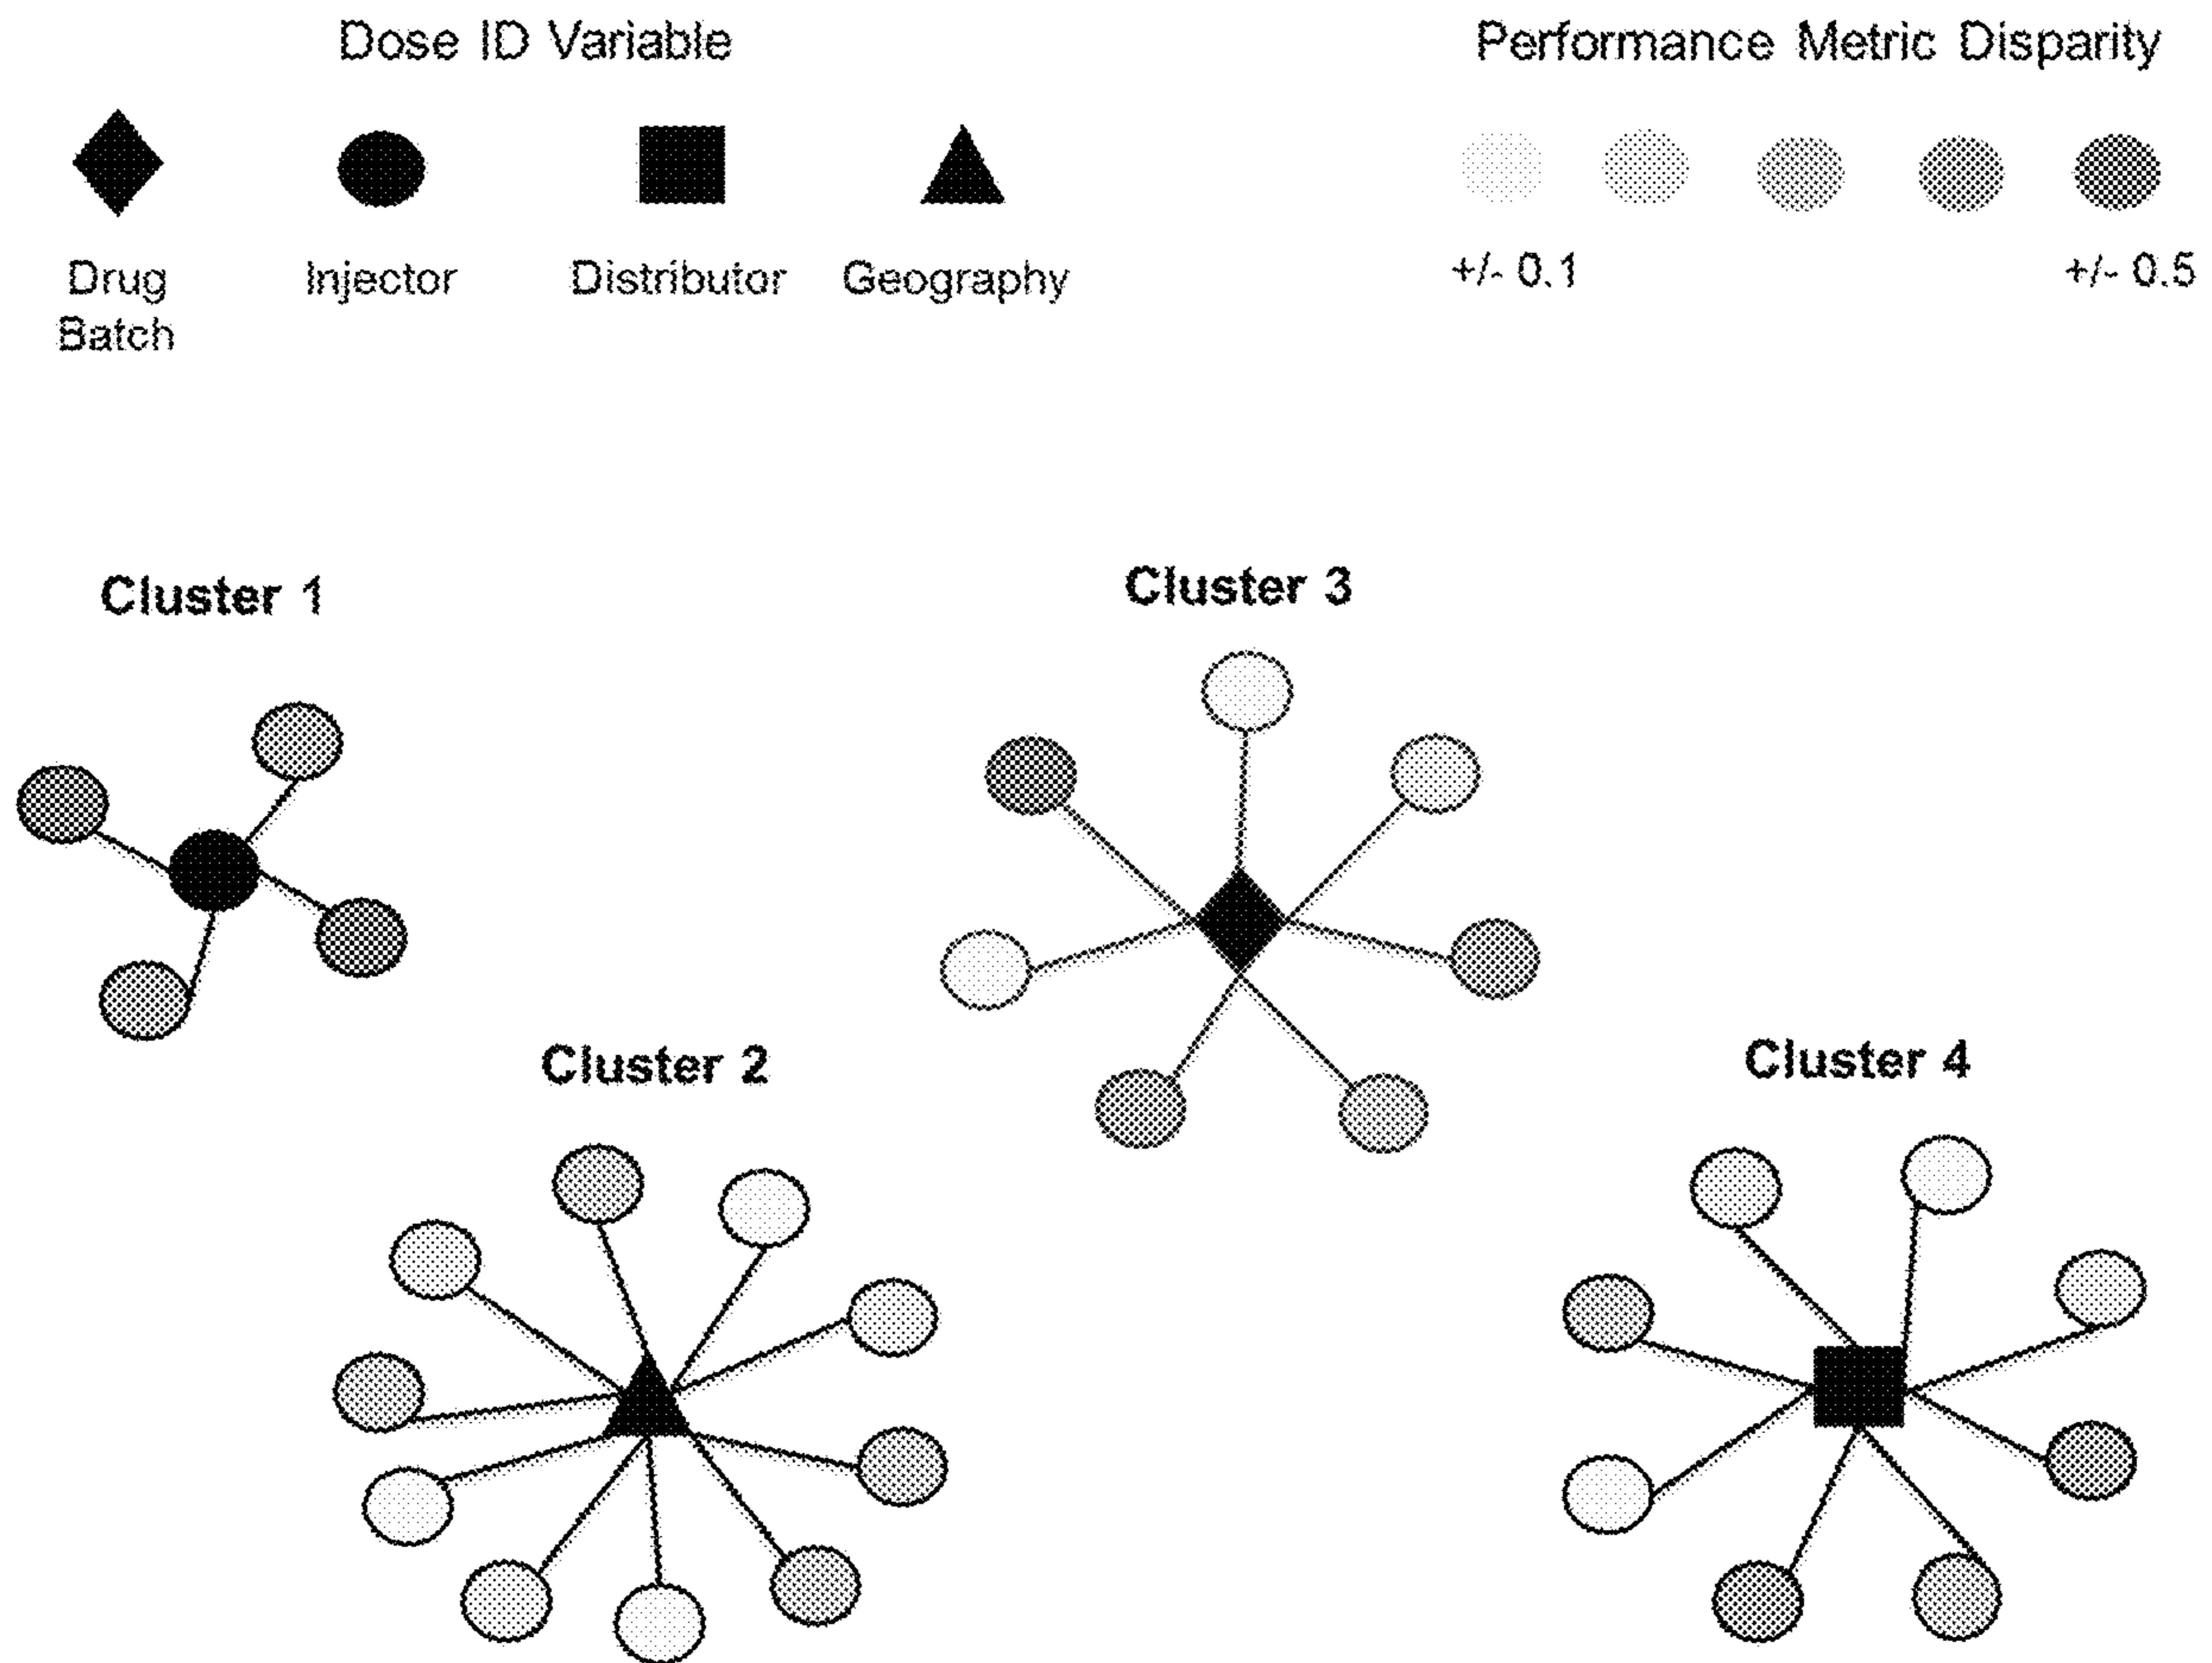 Dose ID Variable
Performance Metric Disparity
Drug
Batch
Injector
Distributor
Geography
+/- 0.1
+/- 0.5
Cluster 1
Cluster 3
Cluster 2
Cluster 4